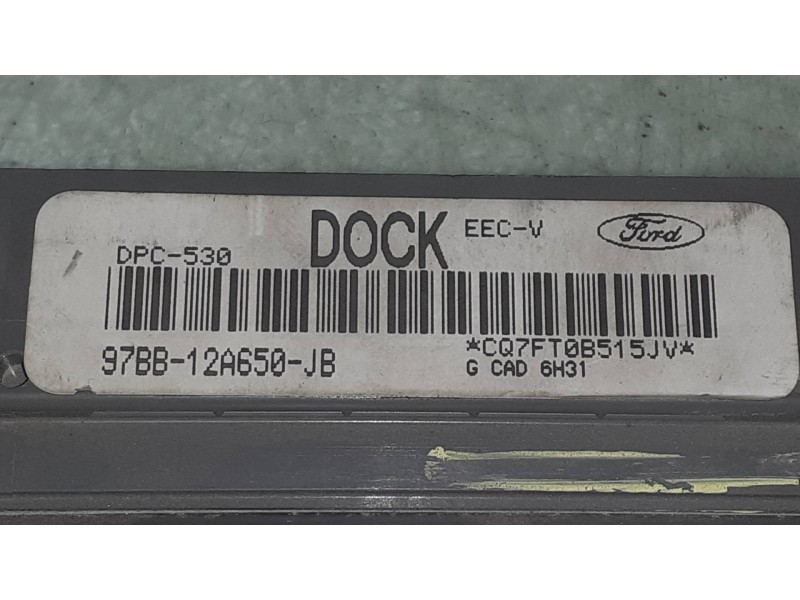 DOCK EEC-V Ford
DPC-530
97BB-12A650-JB
*CQ7FT0B515JV*
G CAD 6H31